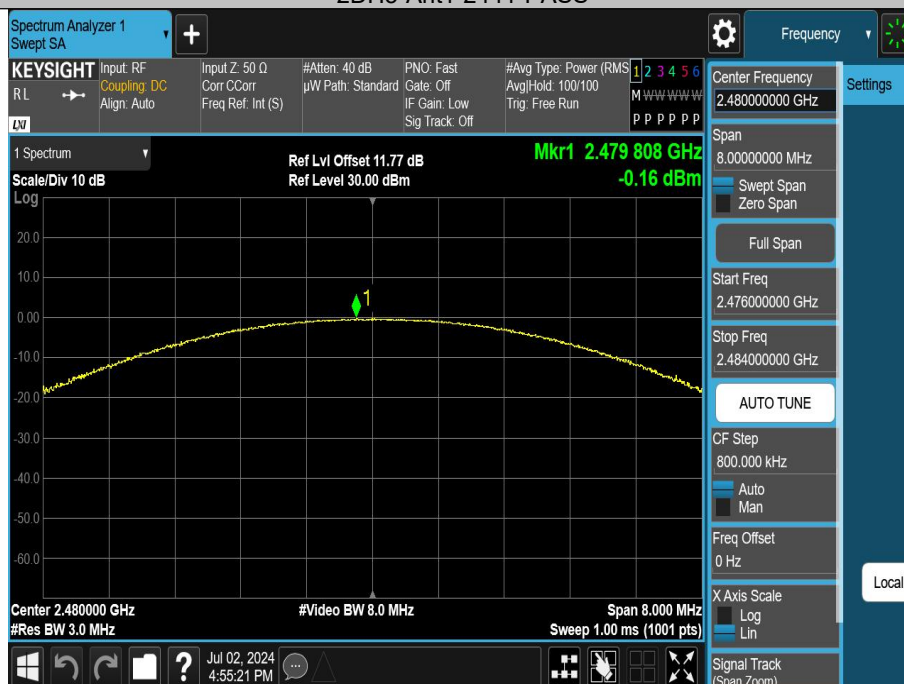 Spectrum Analyzer 1
Swept SA
Frequency
KEYSIGHT
RL
LXI
Input: RF
Coupling: DC
Align: Auto
Input Z: 50 Ω
Corr CCorr
Freq Ref: Int (S)
#Atten: 40 dB
µW Path: Standard
PNO: Fast
Gate: Off
IF Gain: Low
Sig Track: Off
#Avg Type: Power (RMS
Avg|Hold: 100/100
Trig: Free Run
1 2 3 4 5 6
M W W W W W
P P P P P P
Center Frequency
2.480000000 GHz
Settings
Span
8.00000000 MHz
Swept Span
Zero Span
Full Span
Start Freq
2.476000000 GHz
Stop Freq
2.484000000 GHz
AUTO TUNE
CF Step
800.000 kHz
Auto
Man
Freq Offset
0 Hz
Local
X Axis Scale
Log
Lin
Signal Track
(Span Zoom)
1 Spectrum
Scale/Div 10 dB
Log
Ref Lvl Offset 11.77 dB
Ref Level 30.00 dBm
Mkr1 2.479 808 GHz
-0.16 dBm
20.0
10.0
0.00
-10.0
-20.0
-30.0
-40.0
-50.0
-60.0
1
Center 2.480000 GHz
#Res BW 3.0 MHz
#Video BW 8.0 MHz
Span 8.000 MHz
Sweep 1.00 ms (1001 pts)
?
Jul 02, 2024
4:55:21 PM